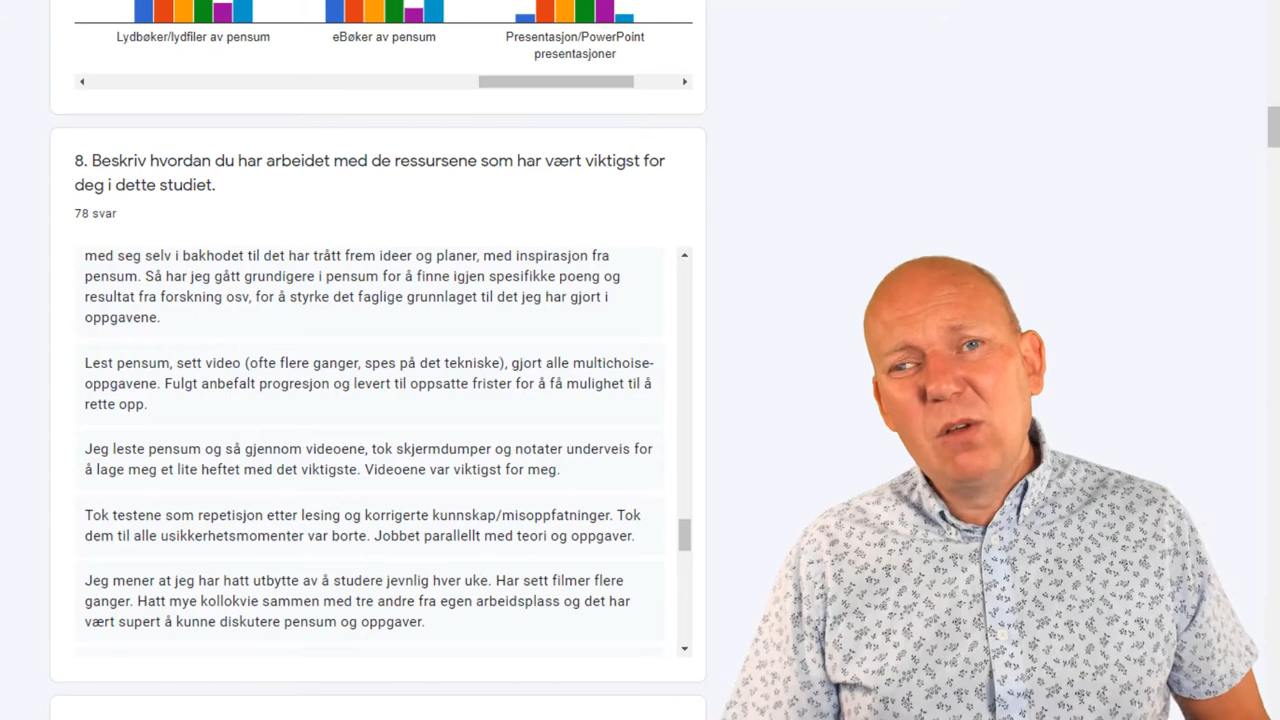 Lydbøker/lydfiler av pensum
eBøker av pensum
Presentasjon/PowerPoint
presentasjoner
8. Beskriv hvordan du har arbeidet med de ressursene som har vært viktigst for
deg i dette studiet.
78 svar
med seg selv i bakhodet til det har trått frem ideer og planer, med inspirasjon fra
pensum. Så har jeg gått grundigere i pensum for å finne igjen spesifikke poeng og
resultat fra forskning osv, for å styrke det faglige grunnlaget til det jeg har gjort i
oppgavene.
Lest pensum, sett video (ofte flere ganger, spes på det tekniske), gjort alle multichoise-
oppgavene. Fulgt anbefalt progresjon og levert til oppsatte frister for å få mulighet til å
rette opp.
Jeg leste pensum og så gjennom videoene, tok skjermdumper og notater underveis for
å lage meg et lite heftet med det viktigste. Videoene var viktigst for meg.
Tok testene som repetisjon etter lesing og korrigerte kunnskap/misoppfatninger. Tok
dem til alle usikkerhetsmomenter var borte. Jobbet parallellt med teori og oppgaver.
Jeg mener at jeg har hatt utbytte av å studere jevnlig hver uke. Har sett filmer flere
ganger. Hatt mye kollokvie sammen med tre andre fra egen arbeidsplass og det har
vært supert å kunne diskutere pensum og oppgaver.